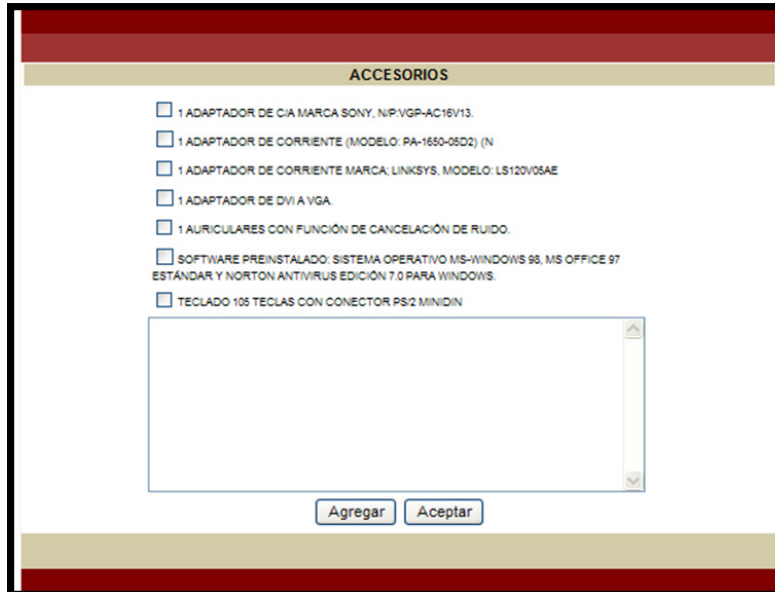 ACCESORIOS
1 ADAPTADOR DE C/A MARCA SONY, N/P:VGP-AC16V13.
1 ADAPTADOR DE CORRIENTE (MODELO: PA-1650-05D2) (N
1 ADAPTADOR DE CORRIENTE MARCA; LINKSYS, MODELO: LS120V05AE
1 ADAPTADOR DE DVI A VGA.
1 AURICULARES CON FUNCIÓN DE CANCELACIÓN DE RUIDO.
SOFTWARE PREINSTALADO: SISTEMA OPERATIVO MS-WINDOWS 98, MS OFFICE 97
ESTÁNDAR Y NORTON ANTIVIRUS EDICIÓN 7.0 PARA WINDOWS.
TECLADO 105 TECLAS CON CONECTOR PS/2 MINIDIN
Agregar Aceptar